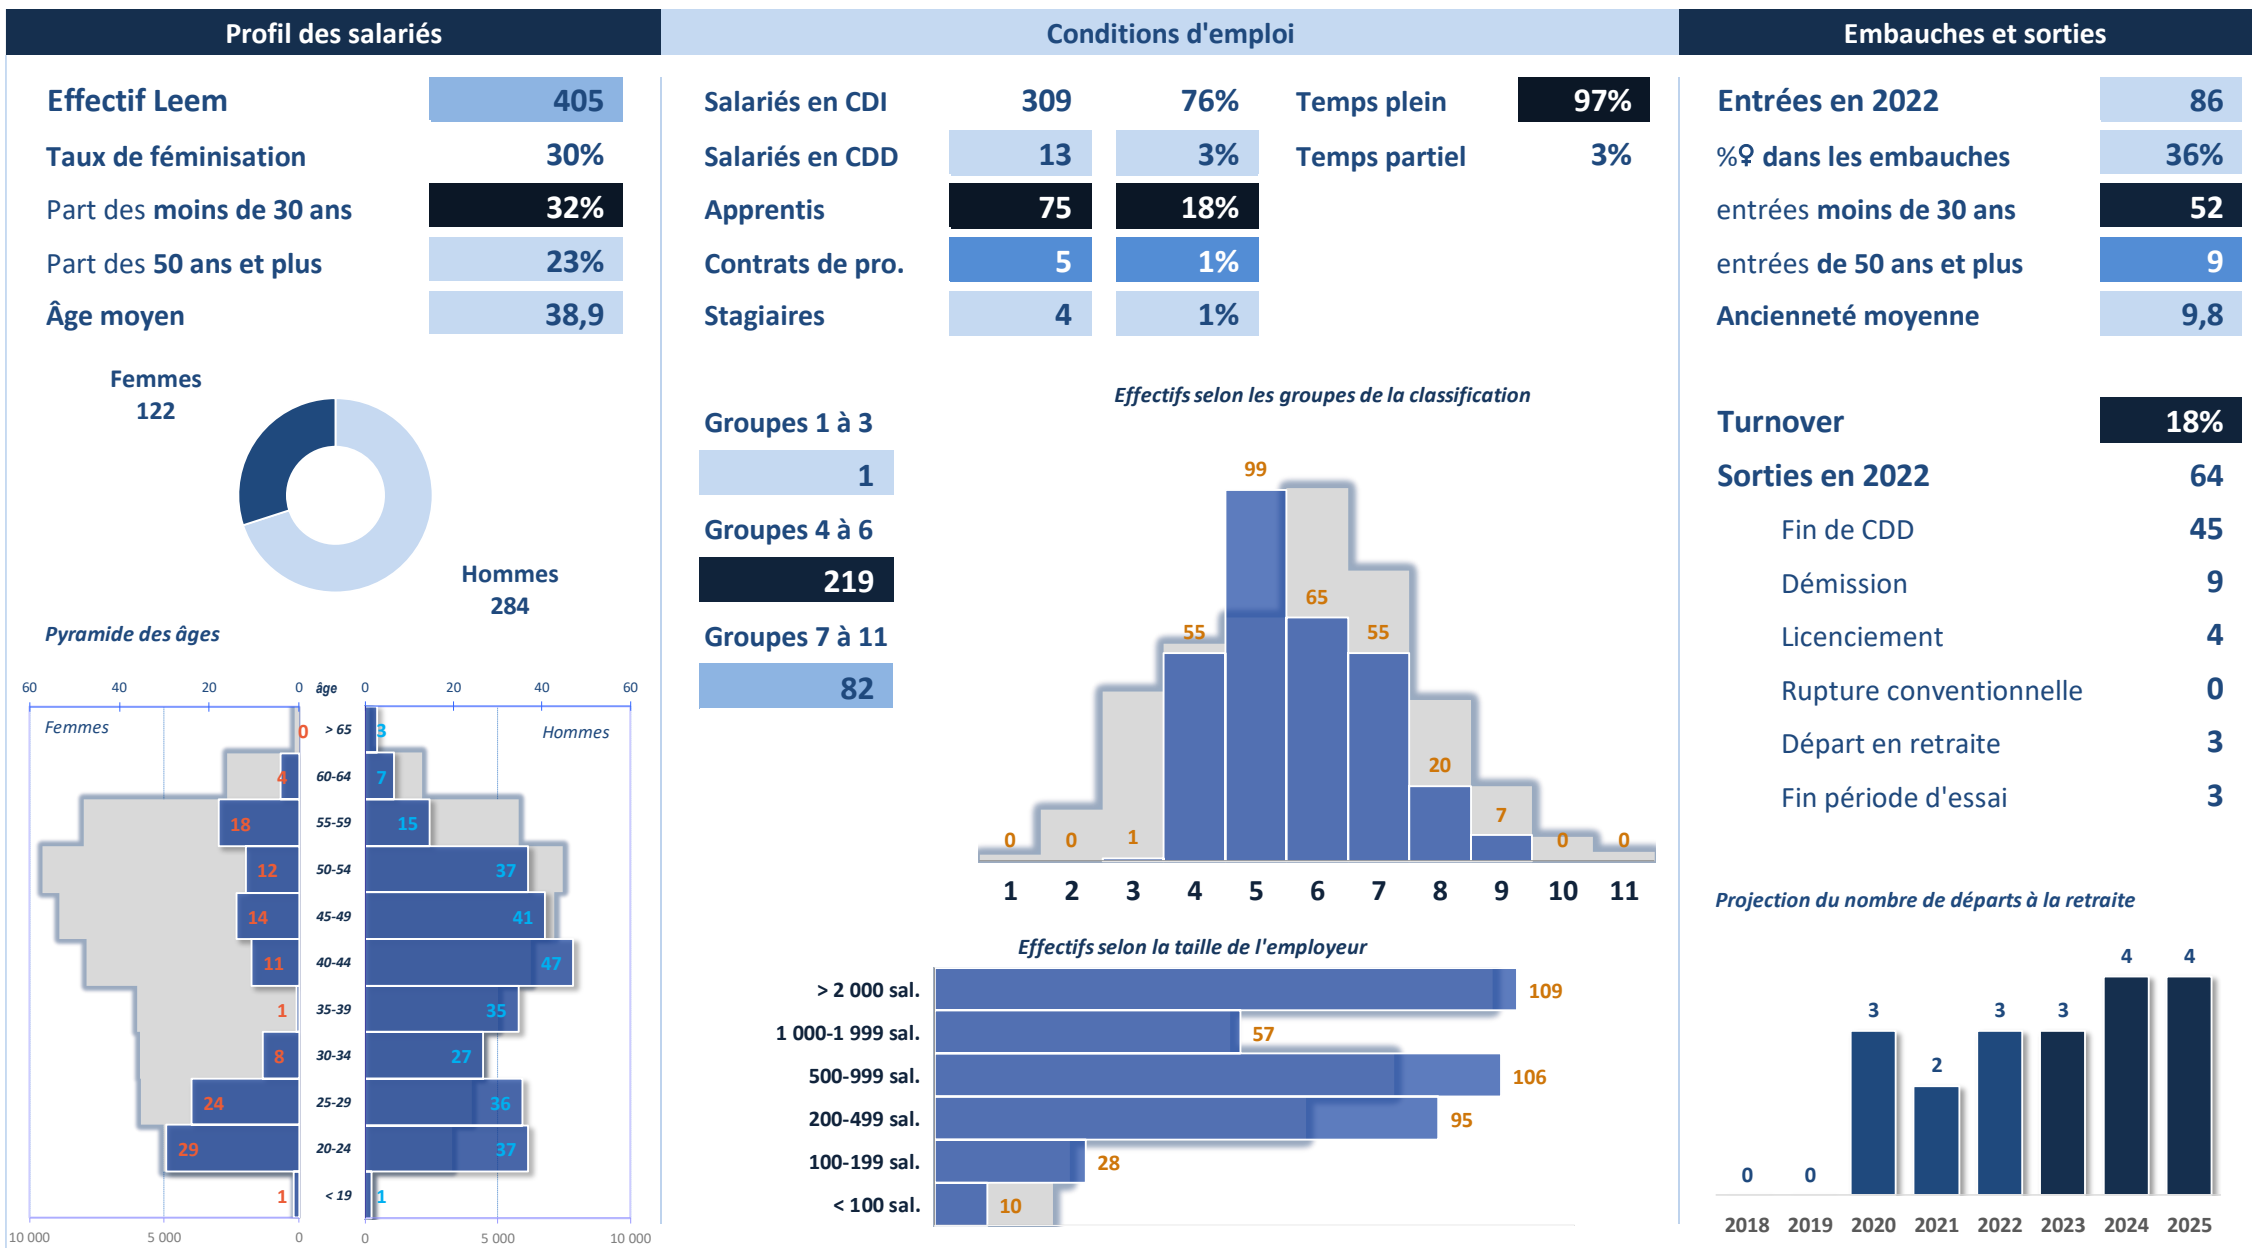 Profil des salariés
Effectif Leem 405
Taux de féminisation 30%
Part des moins de 30 ans 32%
Part des 50 ans et plus 23%
Âge moyen 38,9
Femmes
122
Hommes
284
Pyramide des âges
60 40 20 0 âge 0 20 40 60
Femmes Hommes
0 > 65 3
4 60-64 7
18 55-59 15
12 50-54 37
14 45-49 41
11 40-44 47
1 35-39 35
8 30-34 27
24 25-29 36
29 20-24 37
1 < 19 1
10 000 5 000 0 0 5 000 10 000
Conditions d'emploi
Salariés en CDI 309 76% Temps plein 97%
Salariés en CDD 13 3% Temps partiel 3%
Apprentis 75 18%
Contrats de pro. 5 1%
Stagiaires 4 1%
Groupes 1 à 3
1
Groupes 4 à 6
219
Groupes 7 à 11
82
Effectifs selon les groupes de la classification
0 0 1 55 99 65 55 20 7 0 0
1 2 3 4 5 6 7 8 9 10 11
Effectifs selon la taille de l'employeur
> 2 000 sal. 109
1 000-1 999 sal. 57
500-999 sal. 106
200-499 sal. 95
100-199 sal. 28
< 100 sal. 10
Embauches et sorties
Entrées en 2022 86
%♀ dans les embauches 36%
entrées moins de 30 ans 52
entrées de 50 ans et plus 9
Ancienneté moyenne 9,8
Turnover 18%
Sorties en 2022 64
Fin de CDD 45
Démission 9
Licenciement 4
Rupture conventionnelle 0
Départ en retraite 3
Fin période d'essai 3
Projection du nombre de départs à la retraite
0 0 3 2 3 3 4 4
2018 2019 2020 2021 2022 2023 2024 2025